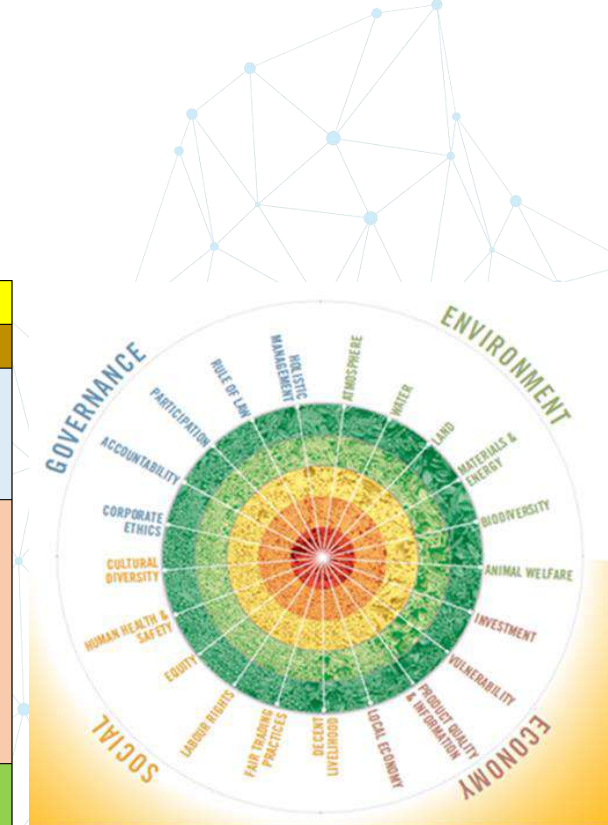 GOVERNANCE
ENVIRONMENT
HOLISTIC
MANAGEMENT
ATMOSPHERE
WATER
LAND
MATERIALS &
ENERGY
BIODIVERSITY
ANIMAL WELFARE
INVESTMENT
VULNERABILITY
PRODUCT QUALITY
& INFORMATION
LOCAL ECONOMY
ECONOMY
DECENT
LIVELIHOOD
FAIR TRADING
PRACTICES
LABOUR RIGHTS
EQUITY
HUMAN HEALTH &
SAFETY
CULTURAL
DIVERSITY
SOCIAL
CORPORATE
ETHICS
ACCOUNTABILITY
PARTICIPATION
RULE OF LAW